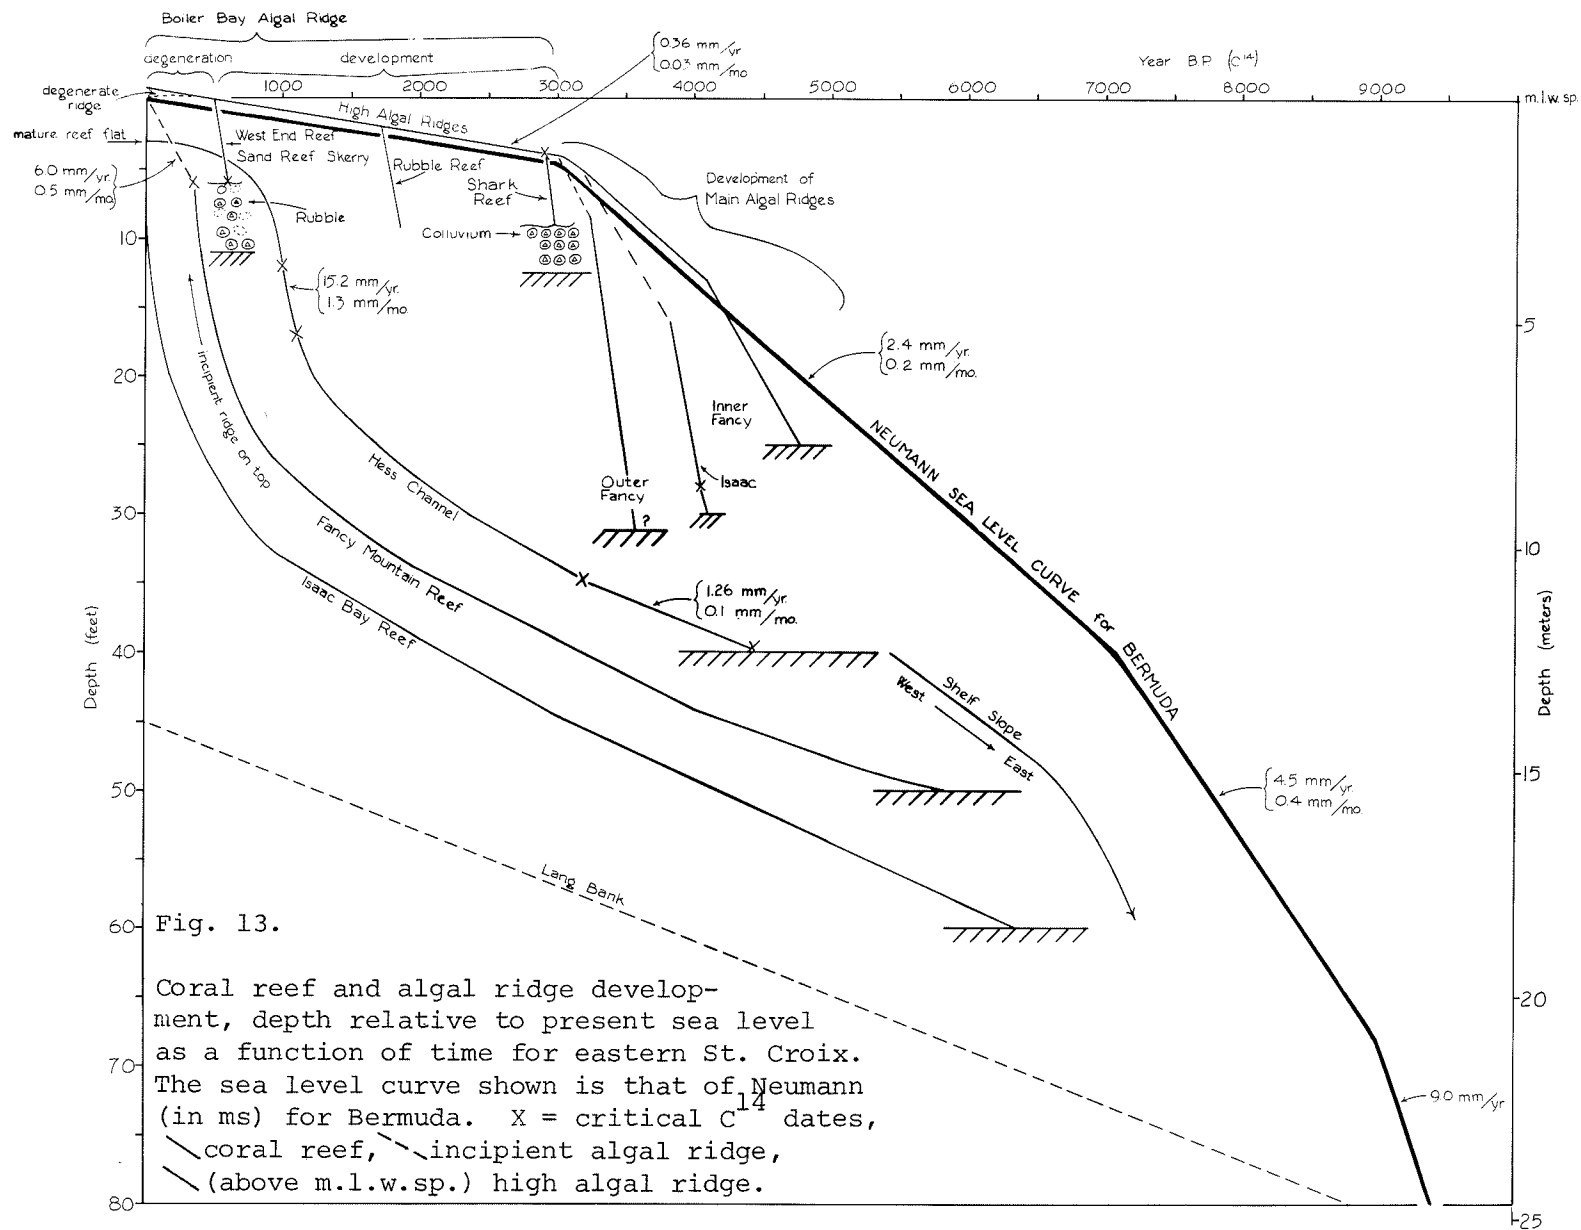 Boiler Bay Algal Ridge
degeneration
development
0.36 mm/yr
0.03 mm/mo
Year B.P. (C14)
degenerate
ridge
1000
2000
3000
4000
5000
6000
7000
8000
9000
m.l.w. sp.
High Algal Ridges
mature reef flat
West End Reef
Sand Reef Skerry
Rubble Reef
Shark
Reef
Development of
Main Algal Ridges
6.0 mm/yr.
0.5 mm/mo
Rubble
Colluvium
10
15.2 mm/yr.
1.3 mm/mo.
5
2.4 mm/yr.
0.2 mm/mo.
20
incipient ridge on top
Inner
Fancy
NEUMANN SEA LEVEL CURVE for BERMUDA
Hess Channel
Outer
Fancy
?
Isaac
30
10
Fancy Mountain Reef
Isaac Bay Reef
1.26 mm/yr.
0.1 mm/mo.
Depth (feet)
Depth (meters)
40
Shelf Slope
West
East
15
4.5 mm/yr.
0.4 mm/mo.
50
Lang Bank
60
Fig. 13.
Coral reef and algal ridge develop-
ment, depth relative to present sea level
as a function of time for eastern St. Croix.
The sea level curve shown is that of Neumann
(in ms) for Bermuda. X = critical C14 dates,
coral reef, incipient algal ridge,
(above m.l.w.sp.) high algal ridge.
20
70
9.0 mm/yr
80
25